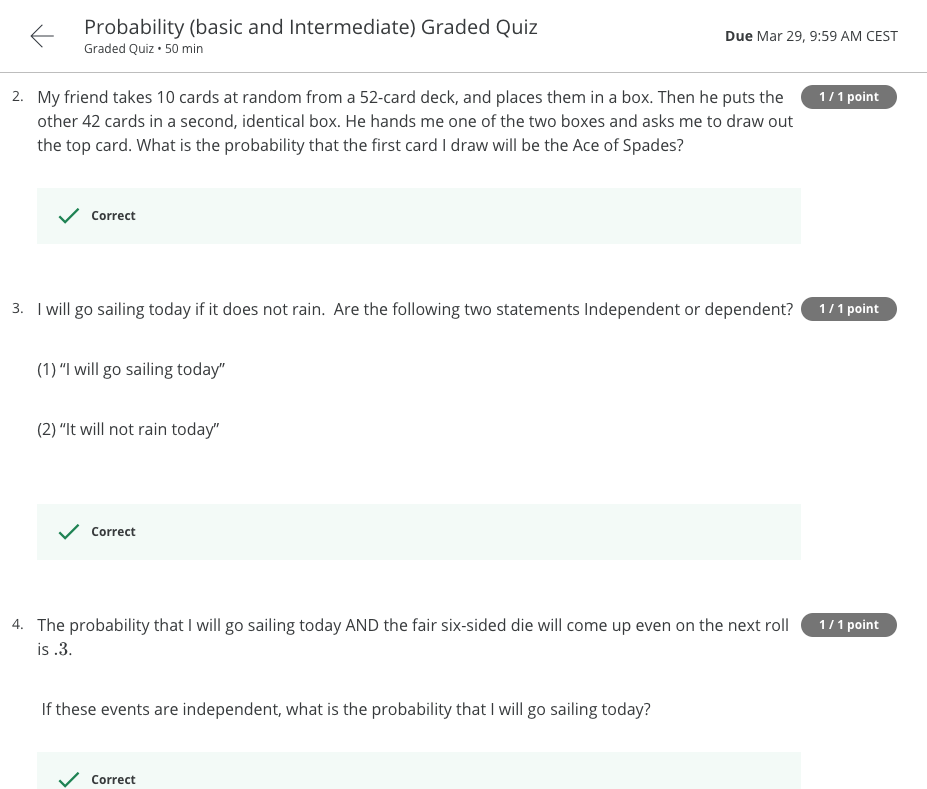 Probability (basic and Intermediate) Graded Quiz
Graded Quiz • 50 min
Due Mar 29, 9:59 AM CEST
2. My friend takes 10 cards at random from a 52-card deck, and places them in a box. Then he puts the
other 42 cards in a second, identical box. He hands me one of the two boxes and asks me to draw out
the top card. What is the probability that the first card I draw will be the Ace of Spades?
1 / 1 point
Correct
3. I will go sailing today if it does not rain.  Are the following two statements Independent or dependent?
1 / 1 point
(1) “I will go sailing today”
(2) “It will not rain today”
Correct
4. The probability that I will go sailing today AND the fair six-sided die will come up even on the next roll
is .3.
1 / 1 point
If these events are independent, what is the probability that I will go sailing today?
Correct